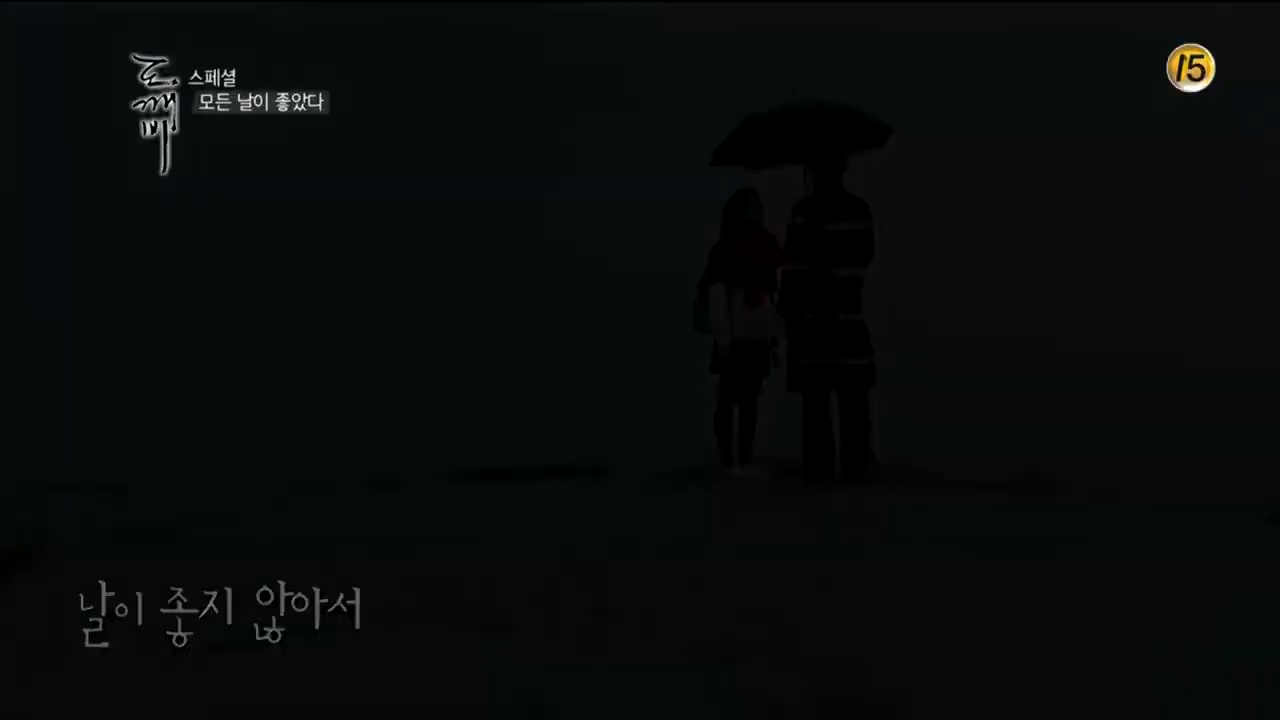 도깨비
스페셜
모든 날이 좋았다
15
날이 좋지 않아서